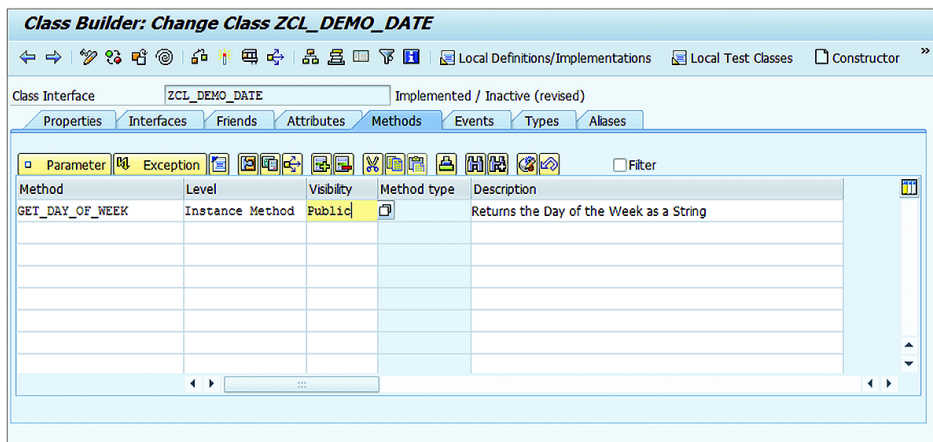 Class Builder: Change Class ZCL_DEMO_DATE
Local Definitions/Implementations Local Test Classes Constructor »
Class Interface ZCL_DEMO_DATE Implemented / Inactive (revised)
Properties Interfaces Friends Attributes Methods Events Types Aliases
Parameter Exception Filter
Method Level Visibility Method type Description
GET_DAY_OF_WEEK Instance Method Public Returns the Day of the Week as a String